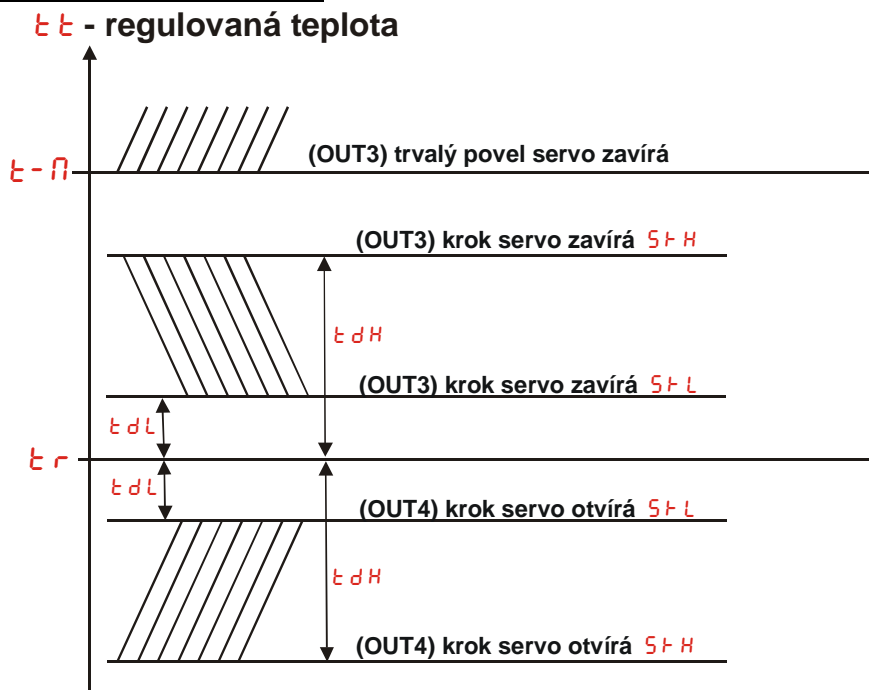 tt - regulovaná teplota
(OUT3) trvalý povel servo zavírá
t-M
(OUT3) krok servo zavírá StH
tdH
(OUT3) krok servo zavírá StL
tdL
tr
tdL
(OUT4) krok servo otvírá StL
tdH
(OUT4) krok servo otvírá StH